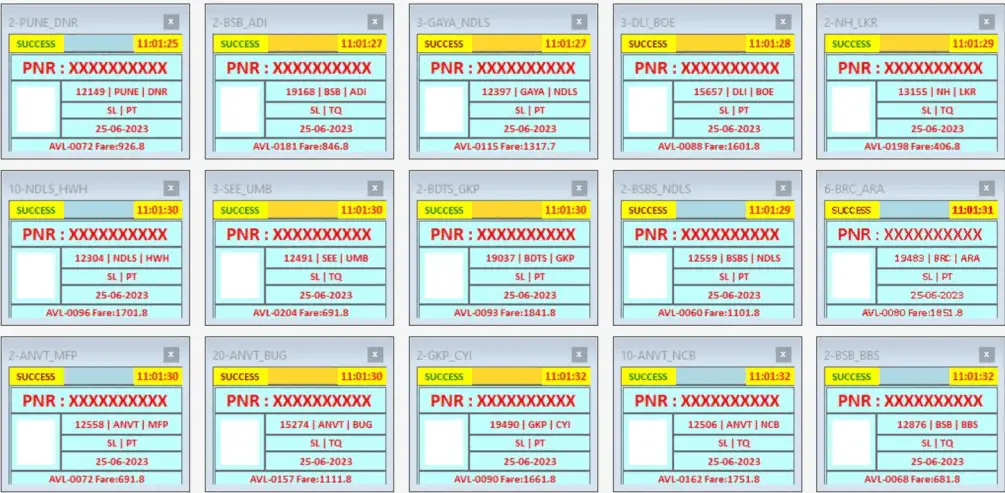 2-PUNE_DNR x
SUCCESS 11:01:25
PNR : XXXXXXXXXX
12149 | PUNE | DNR
SL | PT
25-06-2023
AVL-0072 Fare:926.8
2-BSB_ADI x
SUCCESS 11:01:27
PNR : XXXXXXXXXX
19168 | BSB | ADI
SL | TQ
25-06-2023
AVL-0181 Fare:846.8
3-GAYA_NDLS x
SUCCESS 11:01:27
PNR : XXXXXXXXXX
12397 | GAYA | NDLS
SL | PT
25-06-2023
AVL-0115 Fare:1317.7
3-DLI_BOE x
SUCCESS 11:01:28
PNR : XXXXXXXXXX
15657 | DLI | BOE
SL | PT
25-06-2023
AVL-0088 Fare:1601.8
2-NH_LKR x
SUCCESS 11:01:29
PNR : XXXXXXXXXX
13155 | NH | LKR
SL | TQ
25-06-2023
AVL-0198 Fare:406.8
10-NDLS_HWH x
SUCCESS 11:01:30
PNR : XXXXXXXXXX
12304 | NDLS | HWH
SL | PT
25-06-2023
AVL-0096 Fare:1701.8
3-SEE_UMB x
SUCCESS 11:01:30
PNR : XXXXXXXXXX
12491 | SEE | UMB
SL | TQ
25-06-2023
AVL-0204 Fare:691.8
2-BDTS_GKP x
SUCCESS 11:01:30
PNR : XXXXXXXXXX
19037 | BDTS | GKP
SL | PT
25-06-2023
AVL-0093 Fare:1841.8
2-BSBS_NDLS x
SUCCESS 11:01:29
PNR : XXXXXXXXXX
12559 | BSBS | NDLS
SL | PT
25-06-2023
AVL-0060 Fare:1101.8
6-BRC_ARA x
SUCCESS 11:01:31
PNR : XXXXXXXXXX
19483 | BRC | ARA
SL | PT
25-06-2023
AVL-0080 Fare:1851.8
2-ANVT_MFP x
SUCCESS 11:01:30
PNR : XXXXXXXXXX
12558 | ANVT | MFP
SL | PT
25-06-2023
AVL-0072 Fare:691.8
20-ANVT_BUG x
SUCCESS 11:01:30
PNR : XXXXXXXXXX
15274 | ANVT | BUG
SL | TQ
25-06-2023
AVL-0157 Fare:1111.8
2-GKP_CYI x
SUCCESS 11:01:32
PNR : XXXXXXXXXX
19490 | GKP | CYI
SL | PT
25-06-2023
AVL-0090 Fare:1661.8
10-ANVT_NCB x
SUCCESS 11:01:32
PNR : XXXXXXXXXX
12506 | ANVT | NCB
SL | TQ
25-06-2023
AVL-0162 Fare:1751.8
2-BSB_BBS x
SUCCESS 11:01:32
PNR : XXXXXXXXXX
12876 | BSB | BBS
SL | TQ
25-06-2023
AVL-0068 Fare:681.8